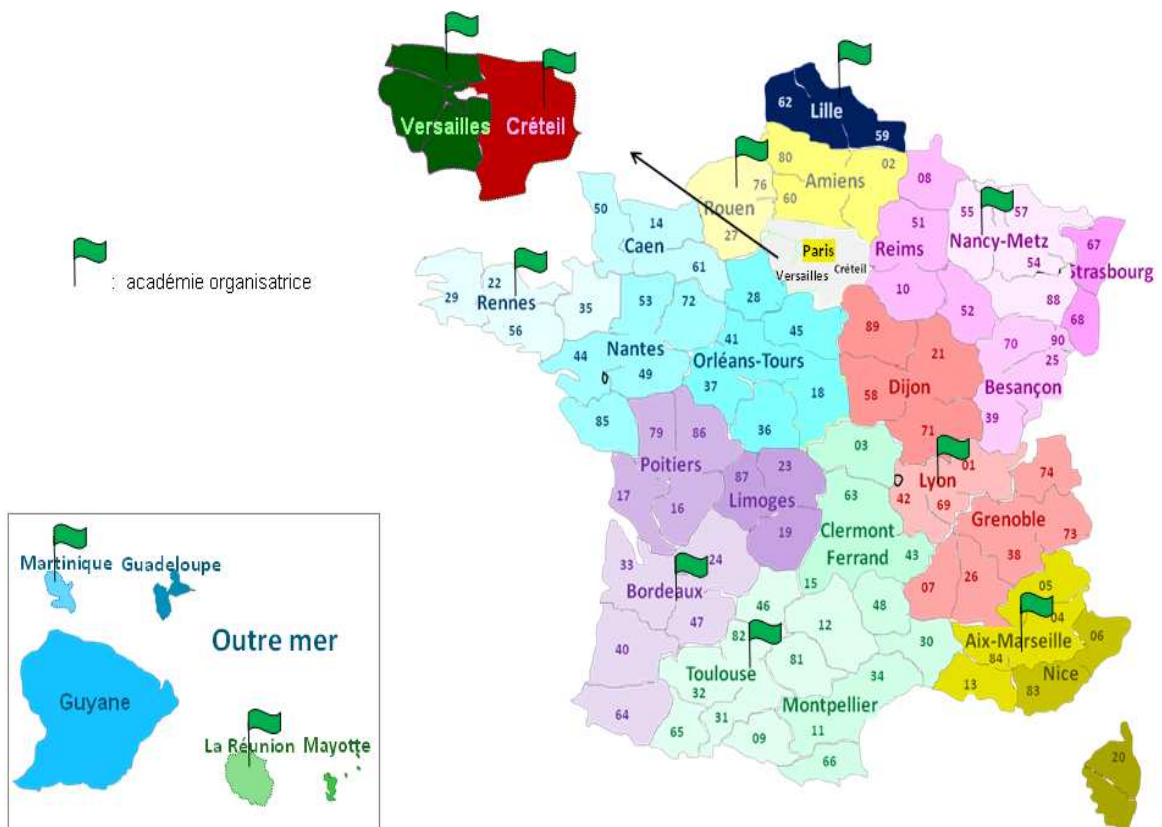 Versailles Créteil
62 Lille 59
80 02
76 Amiens
60
Rouen
27
08
51
Reims
10
52
55 57
Nancy-Metz
54
88
67
Strasbourg
68
50 14
Caen
61
Paris
Versailles Créteil
: académie organisatrice
22
29 Rennes 35
56
53 72
44 Nantes
49
85
28
41 45
Orléans-Tours
37 18
36
89
21
58 Dijon
71
70 90
25
Besançon
39
79 86
Poitiers
17 16
87 23
Limoges
19
03
63
Clermont
Ferrand
43
15
01
Lyon
42 69
74
Grenoble 73
38
07 26
33 24
Bordeaux
47
40
64
46
82 12 48
Toulouse 81
32
31
65 09
30
34
Montpellier
11
66
05
04
Aix-Marseille
84
13
06
Nice
83
20
Martinique Guadeloupe
Outre mer
Guyane
La Réunion Mayotte